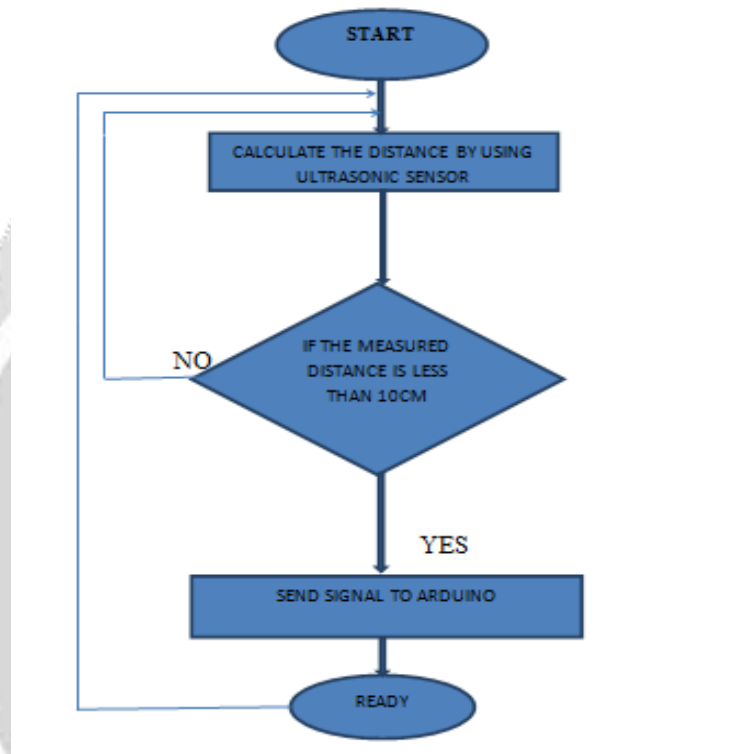 START
CALCULATE THE DISTANCE BY USING
ULTRASONIC SENSOR
IF THE MEASURED
DISTANCE IS LESS
THAN 10CM
NO
YES
SEND SIGNAL TO ARDUINO
READY